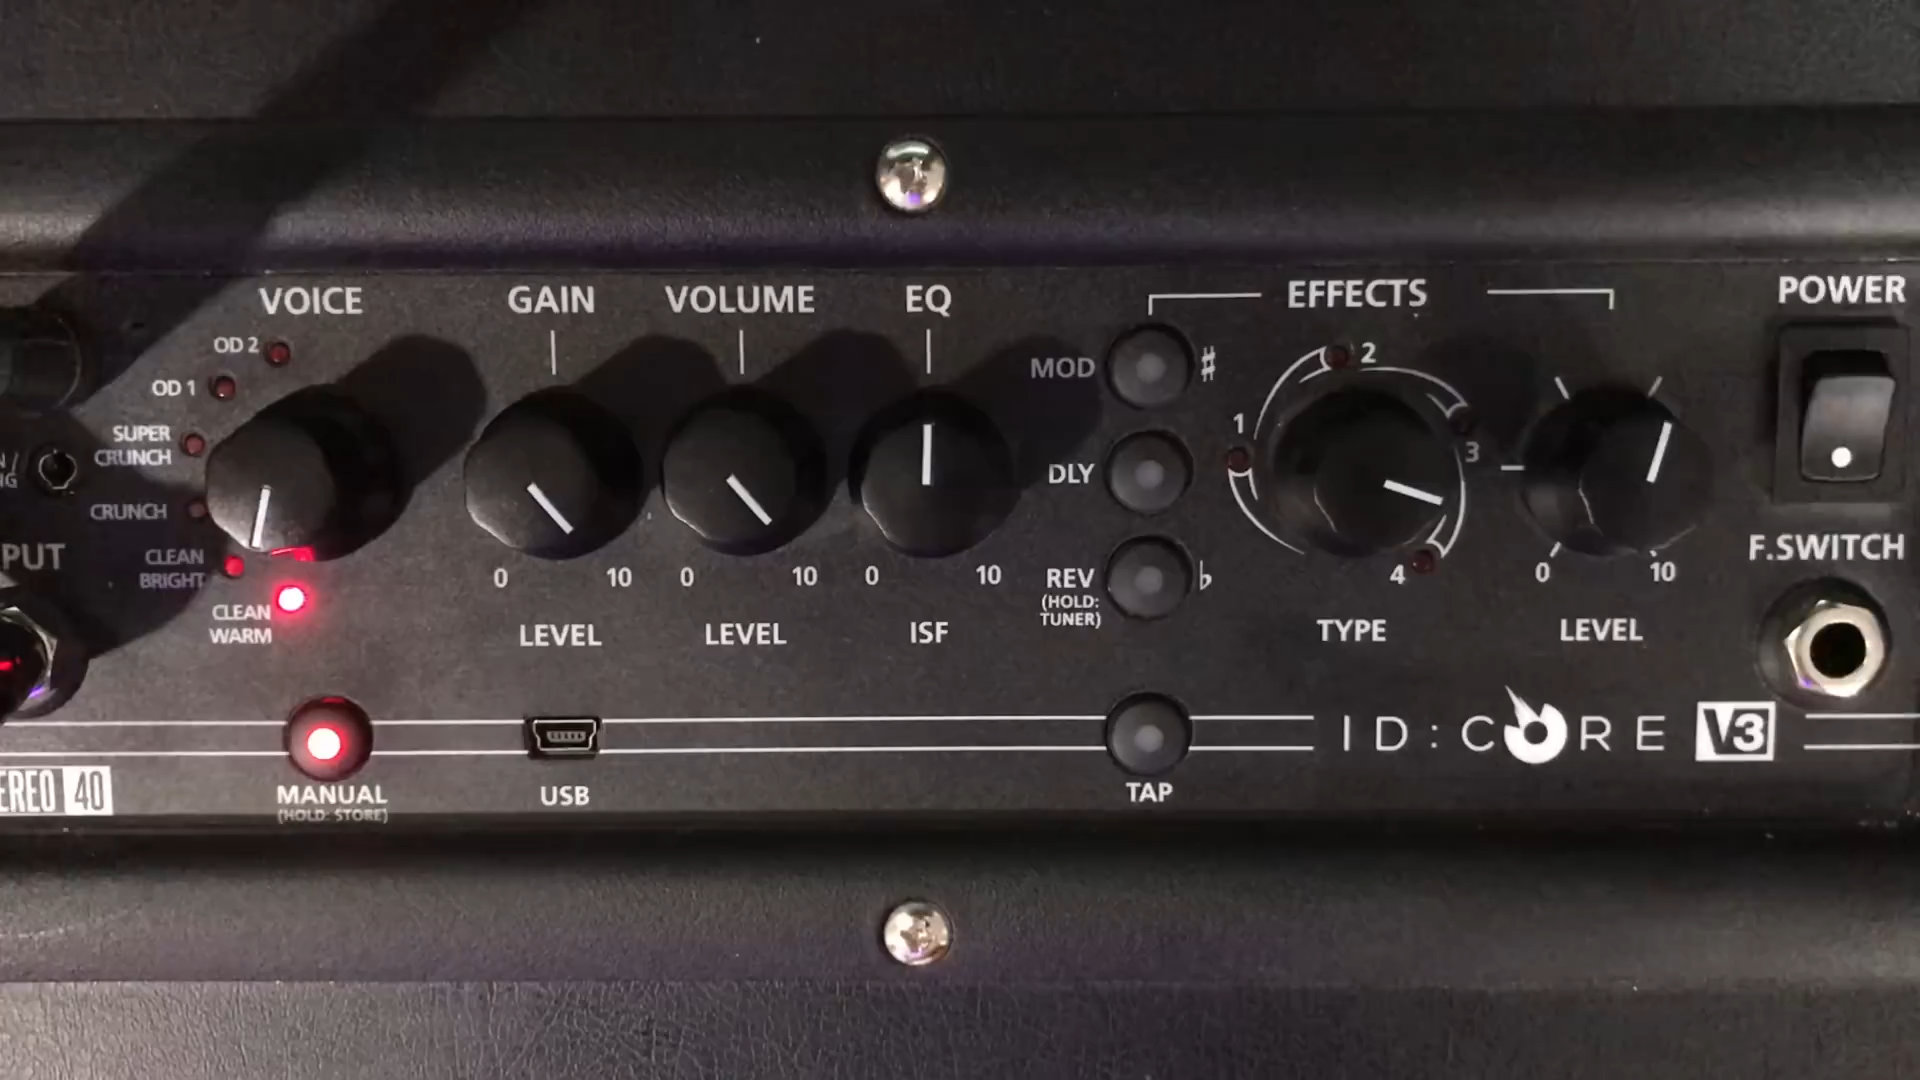 VOICE
GAIN
VOLUME
EQ
EFFECTS
POWER
OD 2
OD 1
SUPER
CRUNCH
CRUNCH
CLEAN
BRIGHT
CLEAN
WARM
PUT
0 10
LEVEL
0 10
LEVEL
0 10
ISF
MOD ♯
DLY
REV ♭
(HOLD:
TUNER)
1
2
3
4
TYPE
0 10
LEVEL
F.SWITCH
EREO 40
MANUAL
(HOLD: STORE)
USB
TAP
ID:CORE V3